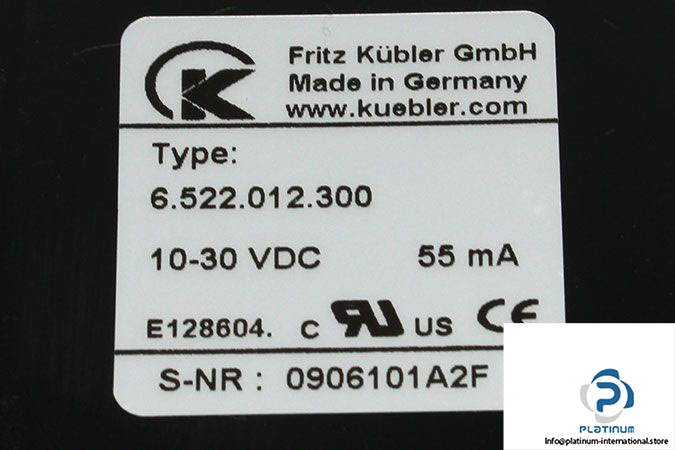 Fritz Kübler GmbH
Made in Germany
www.kuebler.com
K
Type:
6.522.012.300
10-30 VDC 55 mA
E128604. C RU US CE
S-NR : 0906101A2F
PLATINUM
Info@platinum-international.store